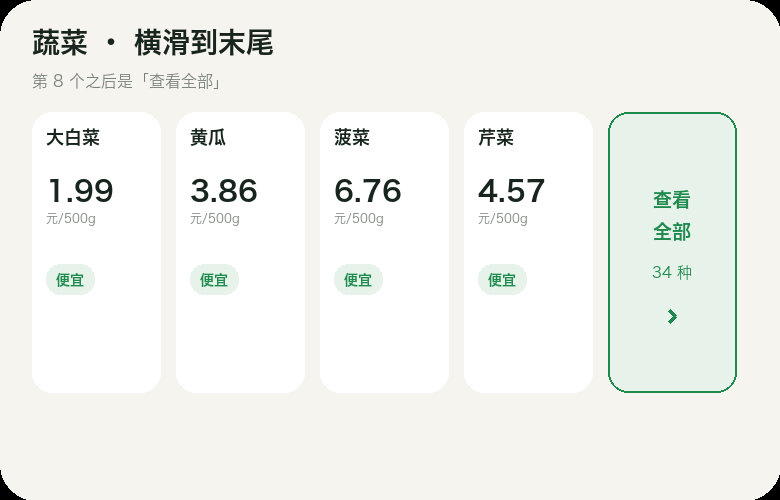 蔬菜 · 横滑到末尾
第 8 个之后是「查看全部」
大白菜
1.99
元/500g
便宜
黄瓜
3.86
元/500g
便宜
菠菜
6.76
元/500g
便宜
芹菜
4.57
元/500g
便宜
查看
全部
34 种